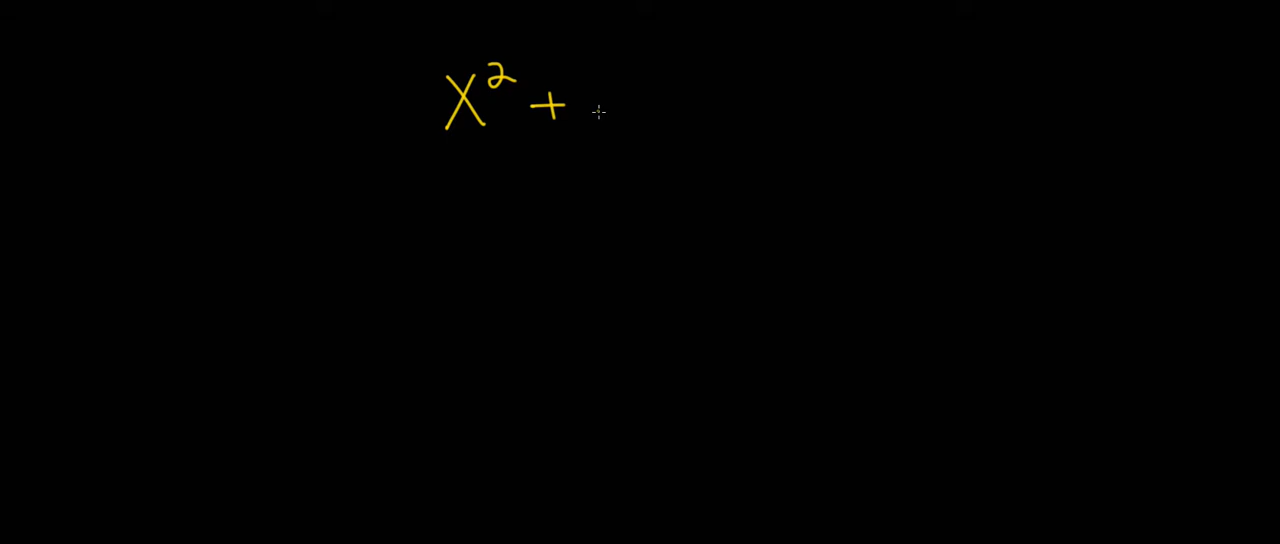 X² +